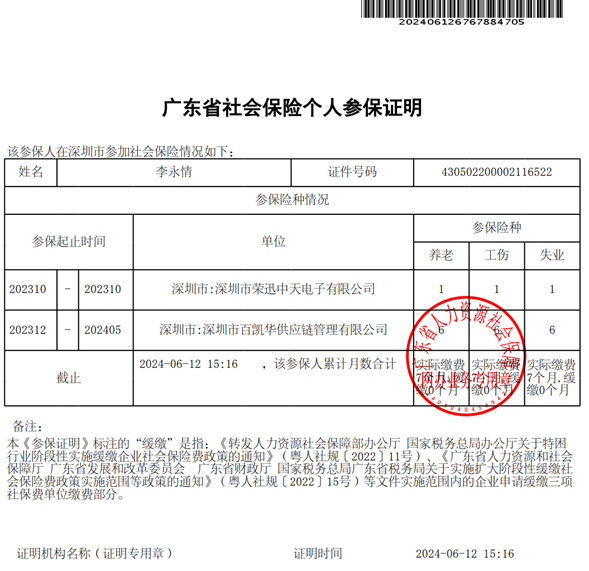 202406126767884705
广东省社会保险个人参保证明
该参保人在深圳市参加社会保险情况如下：
姓名 李永情 证件号码 430502200002116522
参保险种情况
参保起止时间 单位 参保险种
养老 工伤 失业
202310 - 202310 深圳市:深圳市荣迅中天电子有限公司 1 1 1
202312 - 202405 深圳市:深圳市百凯华供应链管理有限公司 6 6 6
截止 2024-06-12 15:16 ，该参保人累计月数合计 实际缴费7个月,缓缴0个月 实际缴费7个月,缓缴0个月 实际缴费7个月,缓缴0个月
备注：
本《参保证明》标注的“缓缴”是指：《转发人力资源社会保障部办公厅 国家税务总局办公厅关于特困
行业阶段性实施缓缴企业社会保险费政策的通知》（粤人社规〔2022〕11号）、《广东省人力资源和社会
保障厅 广东省发展和改革委员会 广东省财政厅 国家税务总局广东省税务局关于实施扩大阶段性缓缴社
会保险费政策实施范围等政策的通知》（粤人社规〔2022〕15号）等文件实施范围内的企业申请缓缴三项
社保费单位缴费部分。
证明机构名称（证明专用章） 证明时间 2024-06-12 15:16